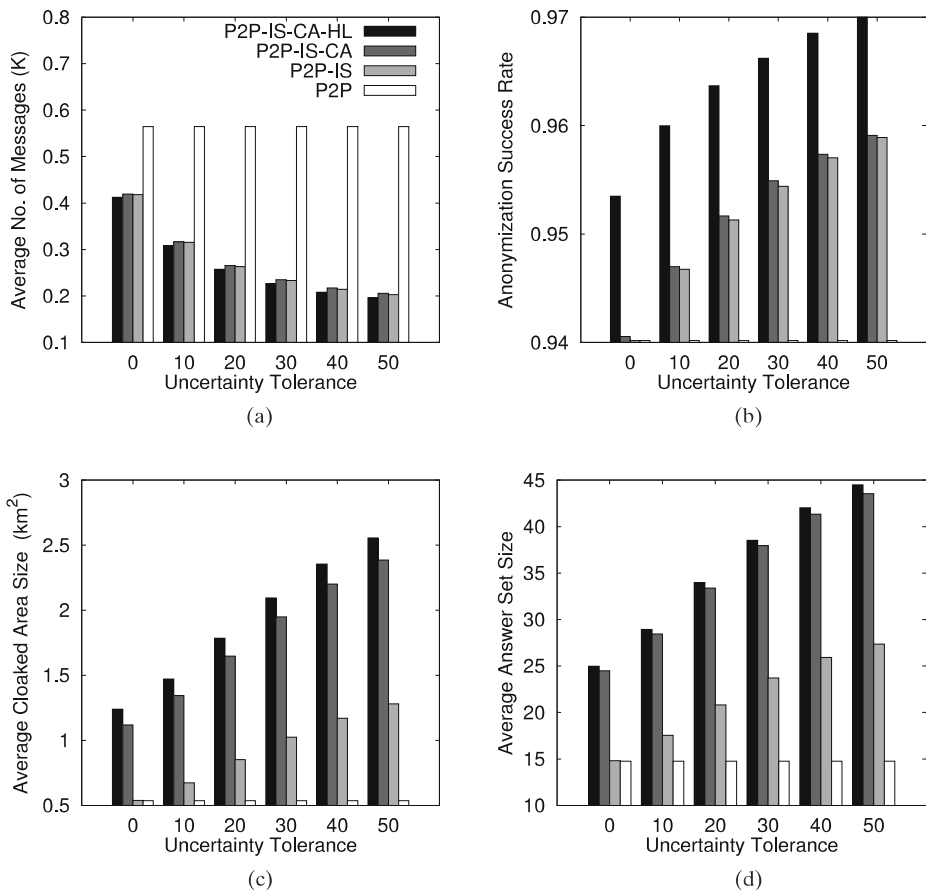 0.8
0.7
0.6
0.5
0.4
0.3
0.2
0.1
Average No. of Messages (K)
P2P-IS-CA-HL
P2P-IS-CA
P2P-IS
P2P
0 10 20 30 40 50
Uncertainty Tolerance
(a)
0.97
0.96
0.95
0.94
Anonymization Success Rate
0 10 20 30 40 50
Uncertainty Tolerance
(b)
3
2.5
2
1.5
1
0.5
Average Cloaked Area Size (km²)
0 10 20 30 40 50
Uncertainty Tolerance
(c)
45
40
35
30
25
20
15
10
Average Answer Set Size
0 10 20 30 40 50
Uncertainty Tolerance
(d)